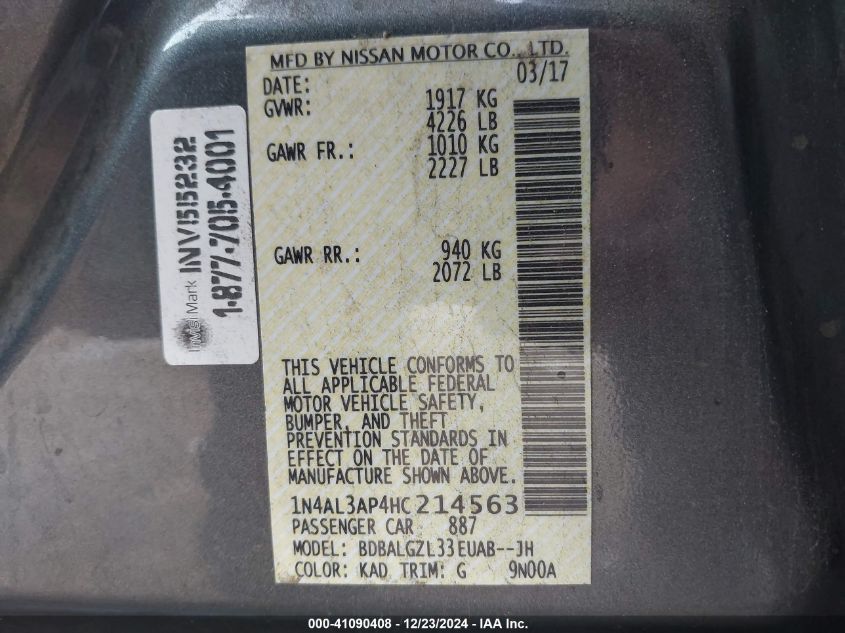 MFD BY NISSAN MOTOR CO., LTD.
DATE: 03/17
GVWR: 1917 KG
4226 LB
GAWR FR.: 1010 KG
2227 LB
GAWR RR.: 940 KG
2072 LB
THIS VEHICLE CONFORMS TO
ALL APPLICABLE FEDERAL
MOTOR VEHICLE SAFETY,
BUMPER, AND THEFT
PREVENTION STANDARDS IN
EFFECT ON THE DATE OF
MANUFACTURE SHOWN ABOVE.
1N4AL3AP4HC214563
PASSENGER CAR 887
MODEL: BDBALGZL33EUAB--JH
COLOR: KAD TRIM: G 9N00A
Mark INV515232
1-877-705-4001
000-41090408 - 12/23/2024 - IAA Inc.